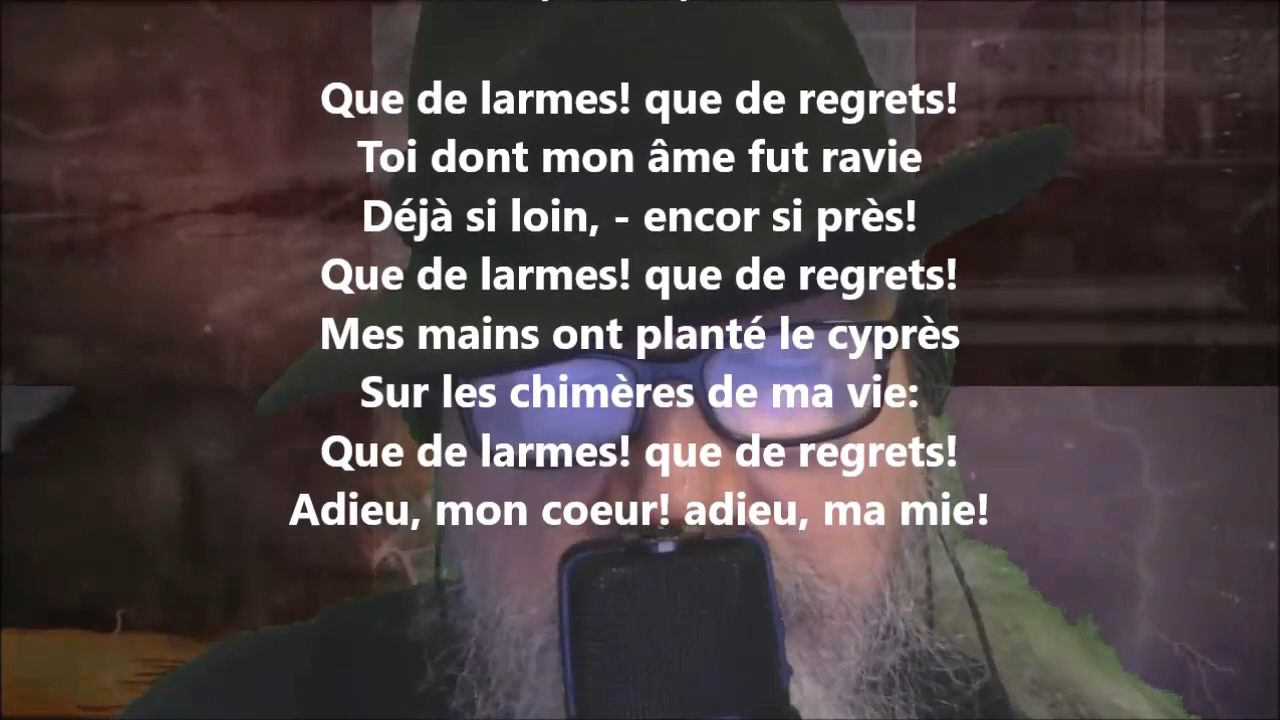 Que de larmes! que de regrets!
Toi dont mon âme fut ravie
Déjà si loin, - encor si près!
Que de larmes! que de regrets!
Mes mains ont planté le cyprès
Sur les chimères de ma vie:
Que de larmes! que de regrets!
Adieu, mon coeur! adieu, ma mie!